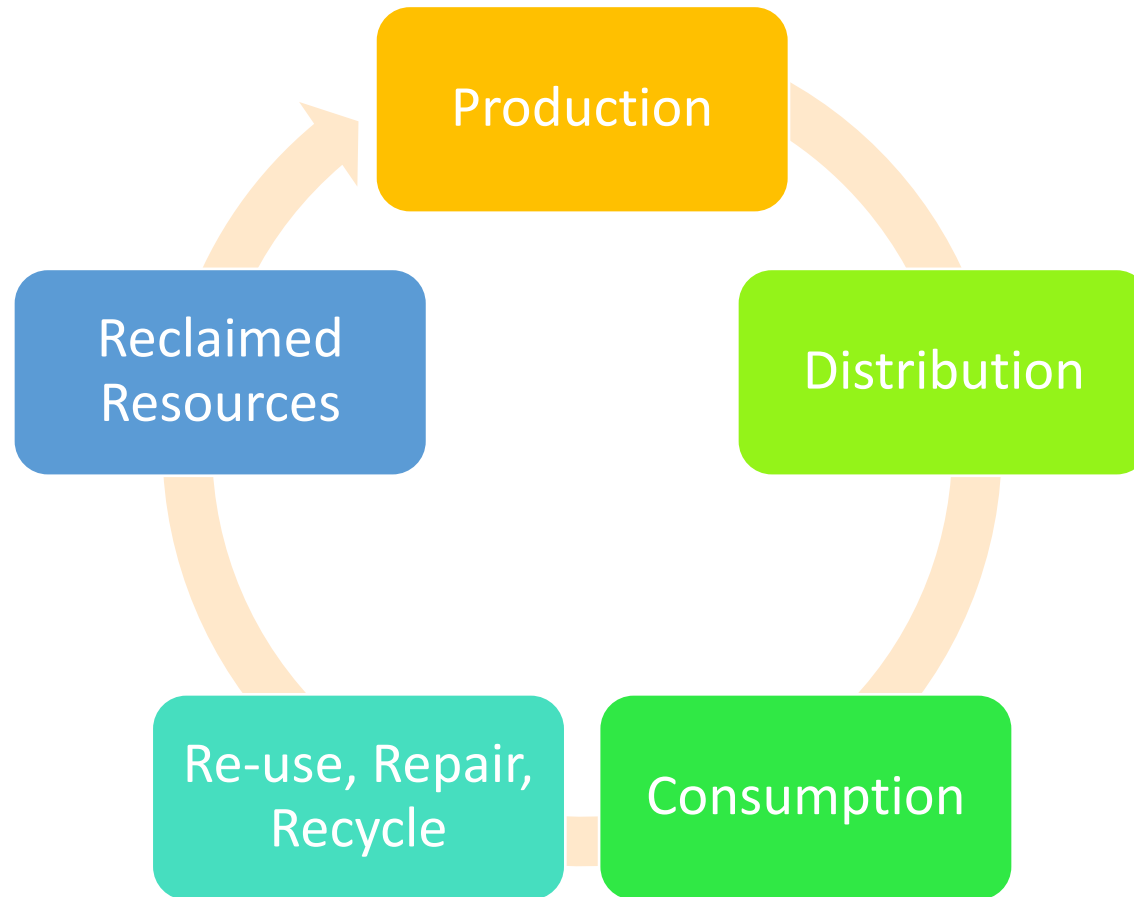 Production
Distribution
Consumption
Re-use, Repair,
Recycle
Reclaimed
Resources